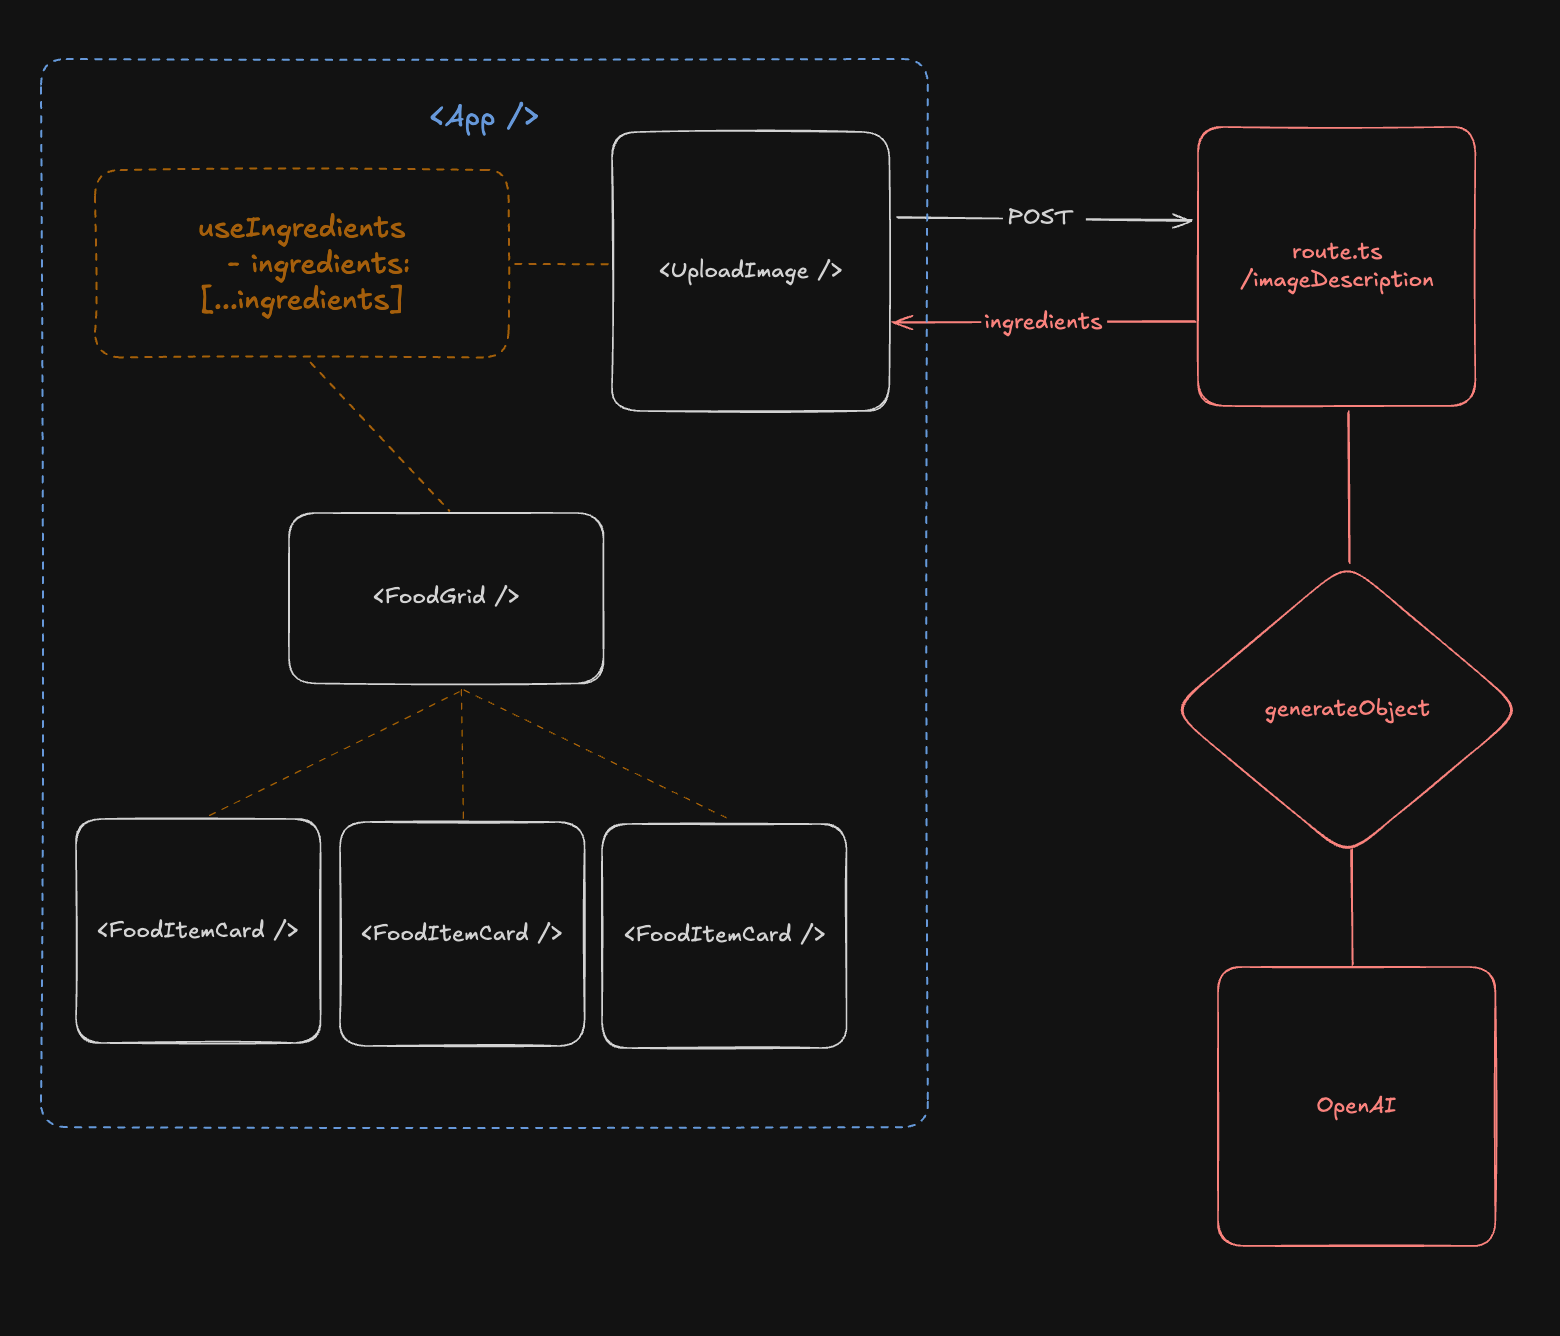 <App />
useIngredients
- ingredients:
[...ingredients]
<UploadImage />
POST
ingredients
route.ts
/imageDescription
<FoodGrid />
generateObject
<FoodItemCard />
<FoodItemCard />
<FoodItemCard />
OpenAI